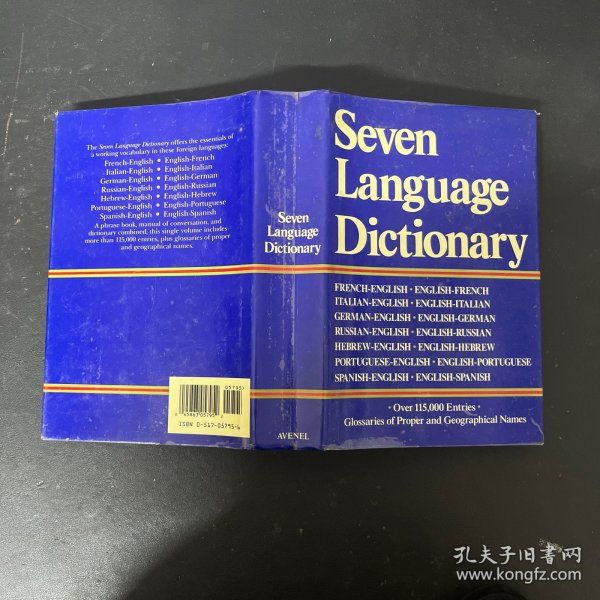 The Seven Language Dictionary offers the essentials of
a working vocabulary in these foreign languages:
French-English • English-French
Italian-English • English-Italian
German-English • English-German
Russian-English • English-Russian
Hebrew-English • English-Hebrew
Portuguese-English • English-Portuguese
Spanish-English • English-Spanish
A phrase book, manual of conversation, and
dictionary combined, this single volume includes
more than 115,000 entries, plus glossaries of proper
and geographical names.
05795
ISBN 0-517-05795-6
Seven
Language
Dictionary
AVENEL
Seven
Language
Dictionary
FRENCH-ENGLISH • ENGLISH-FRENCH
ITALIAN-ENGLISH • ENGLISH-ITALIAN
GERMAN-ENGLISH • ENGLISH-GERMAN
RUSSIAN-ENGLISH • ENGLISH-RUSSIAN
HEBREW-ENGLISH • ENGLISH-HEBREW
PORTUGUESE-ENGLISH • ENGLISH-PORTUGUESE
SPANISH-ENGLISH • ENGLISH-SPANISH
• Over 115,000 Entries •
Glossaries of Proper and Geographical Names
孔夫子旧书网
www.kongfz.com